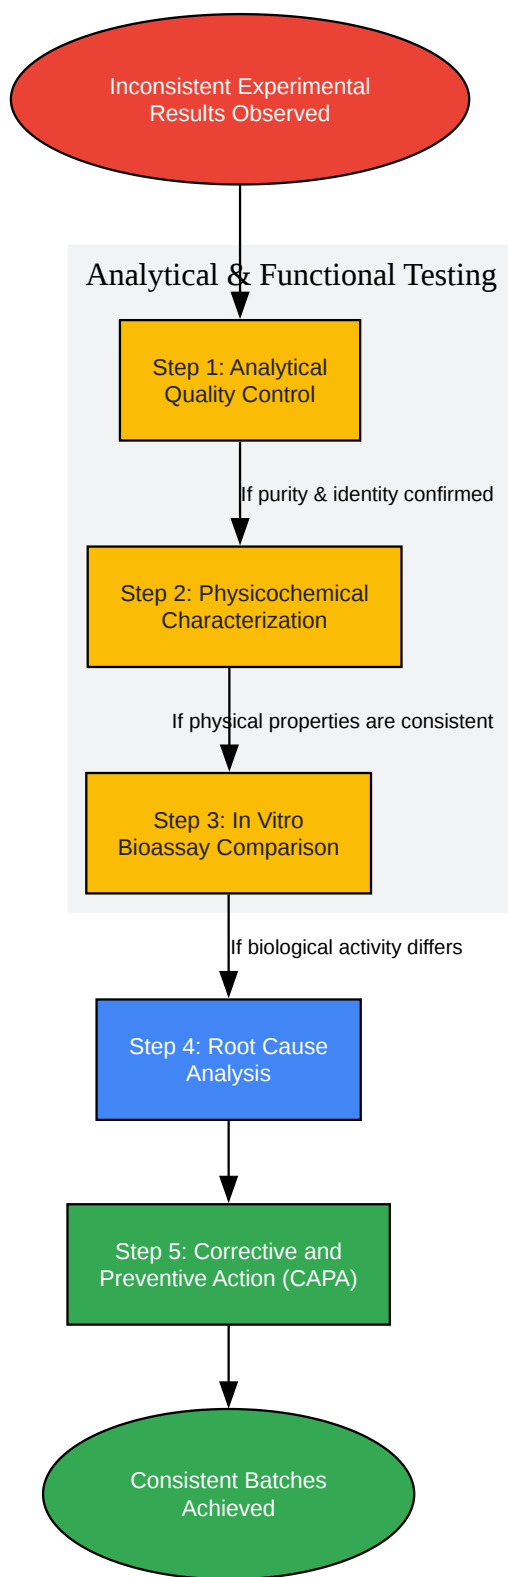 Inconsistent Experimental
Results Observed
Analytical & Functional Testing
Step 1: Analytical
Quality Control
If purity & identity confirmed
Step 2: Physicochemical
Characterization
If physical properties are consistent
Step 3: In Vitro
Bioassay Comparison
If biological activity differs
Step 4: Root Cause
Analysis
Step 5: Corrective and
Preventive Action (CAPA)
Consistent Batches
Achieved